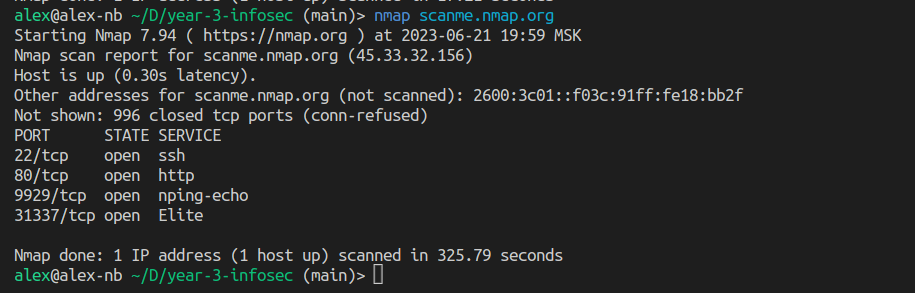 alex@alex-nb ~/D/year-3-infosec (main)> nmap scanme.nmap.org
Starting Nmap 7.94 ( https://nmap.org ) at 2023-06-21 19:59 MSK
Nmap scan report for scanme.nmap.org (45.33.32.156)
Host is up (0.30s latency).
Other addresses for scanme.nmap.org (not scanned): 2600:3c01::f03c:91ff:fe18:bb2f
Not shown: 996 closed tcp ports (conn-refused)
PORT      STATE SERVICE
22/tcp    open  ssh
80/tcp    open  http
9929/tcp  open  nping-echo
31337/tcp open  Elite
Nmap done: 1 IP address (1 host up) scanned in 325.79 seconds
alex@alex-nb ~/D/year-3-infosec (main)>